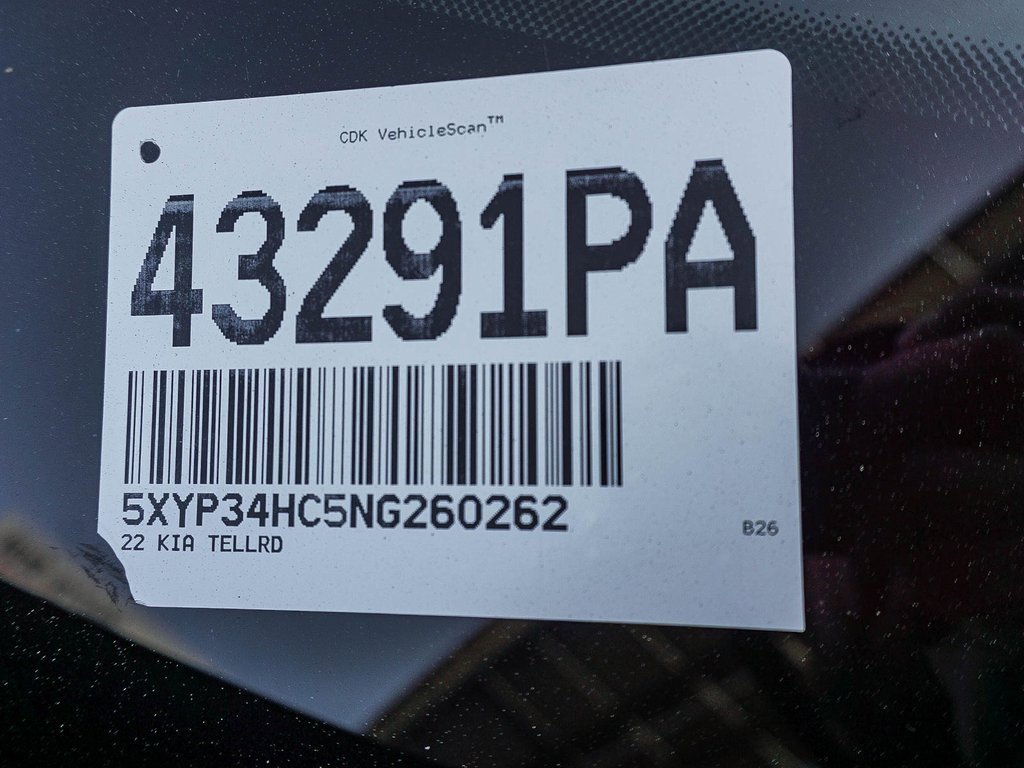 CDK VehicleScan™
43291PA
5XYP34HC5NG260262
22 KIA TELLRD
B26